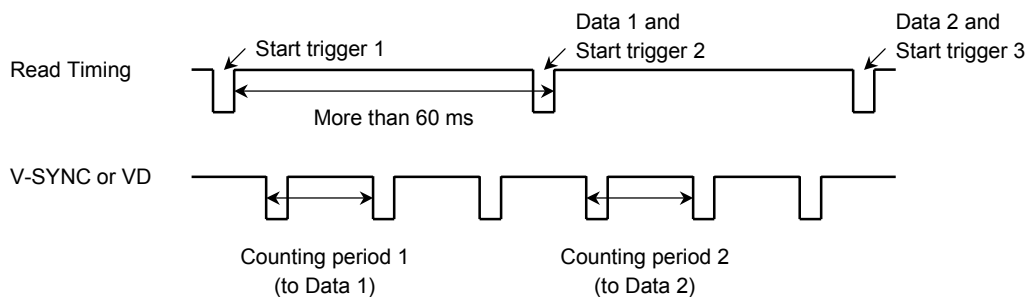 Start trigger 1
Data 1 and
Start trigger 2
Data 2 and
Start trigger 3
Read Timing
More than 60 ms
V-SYNC or VD
Counting period 1
(to Data 1)
Counting period 2
(to Data 2)